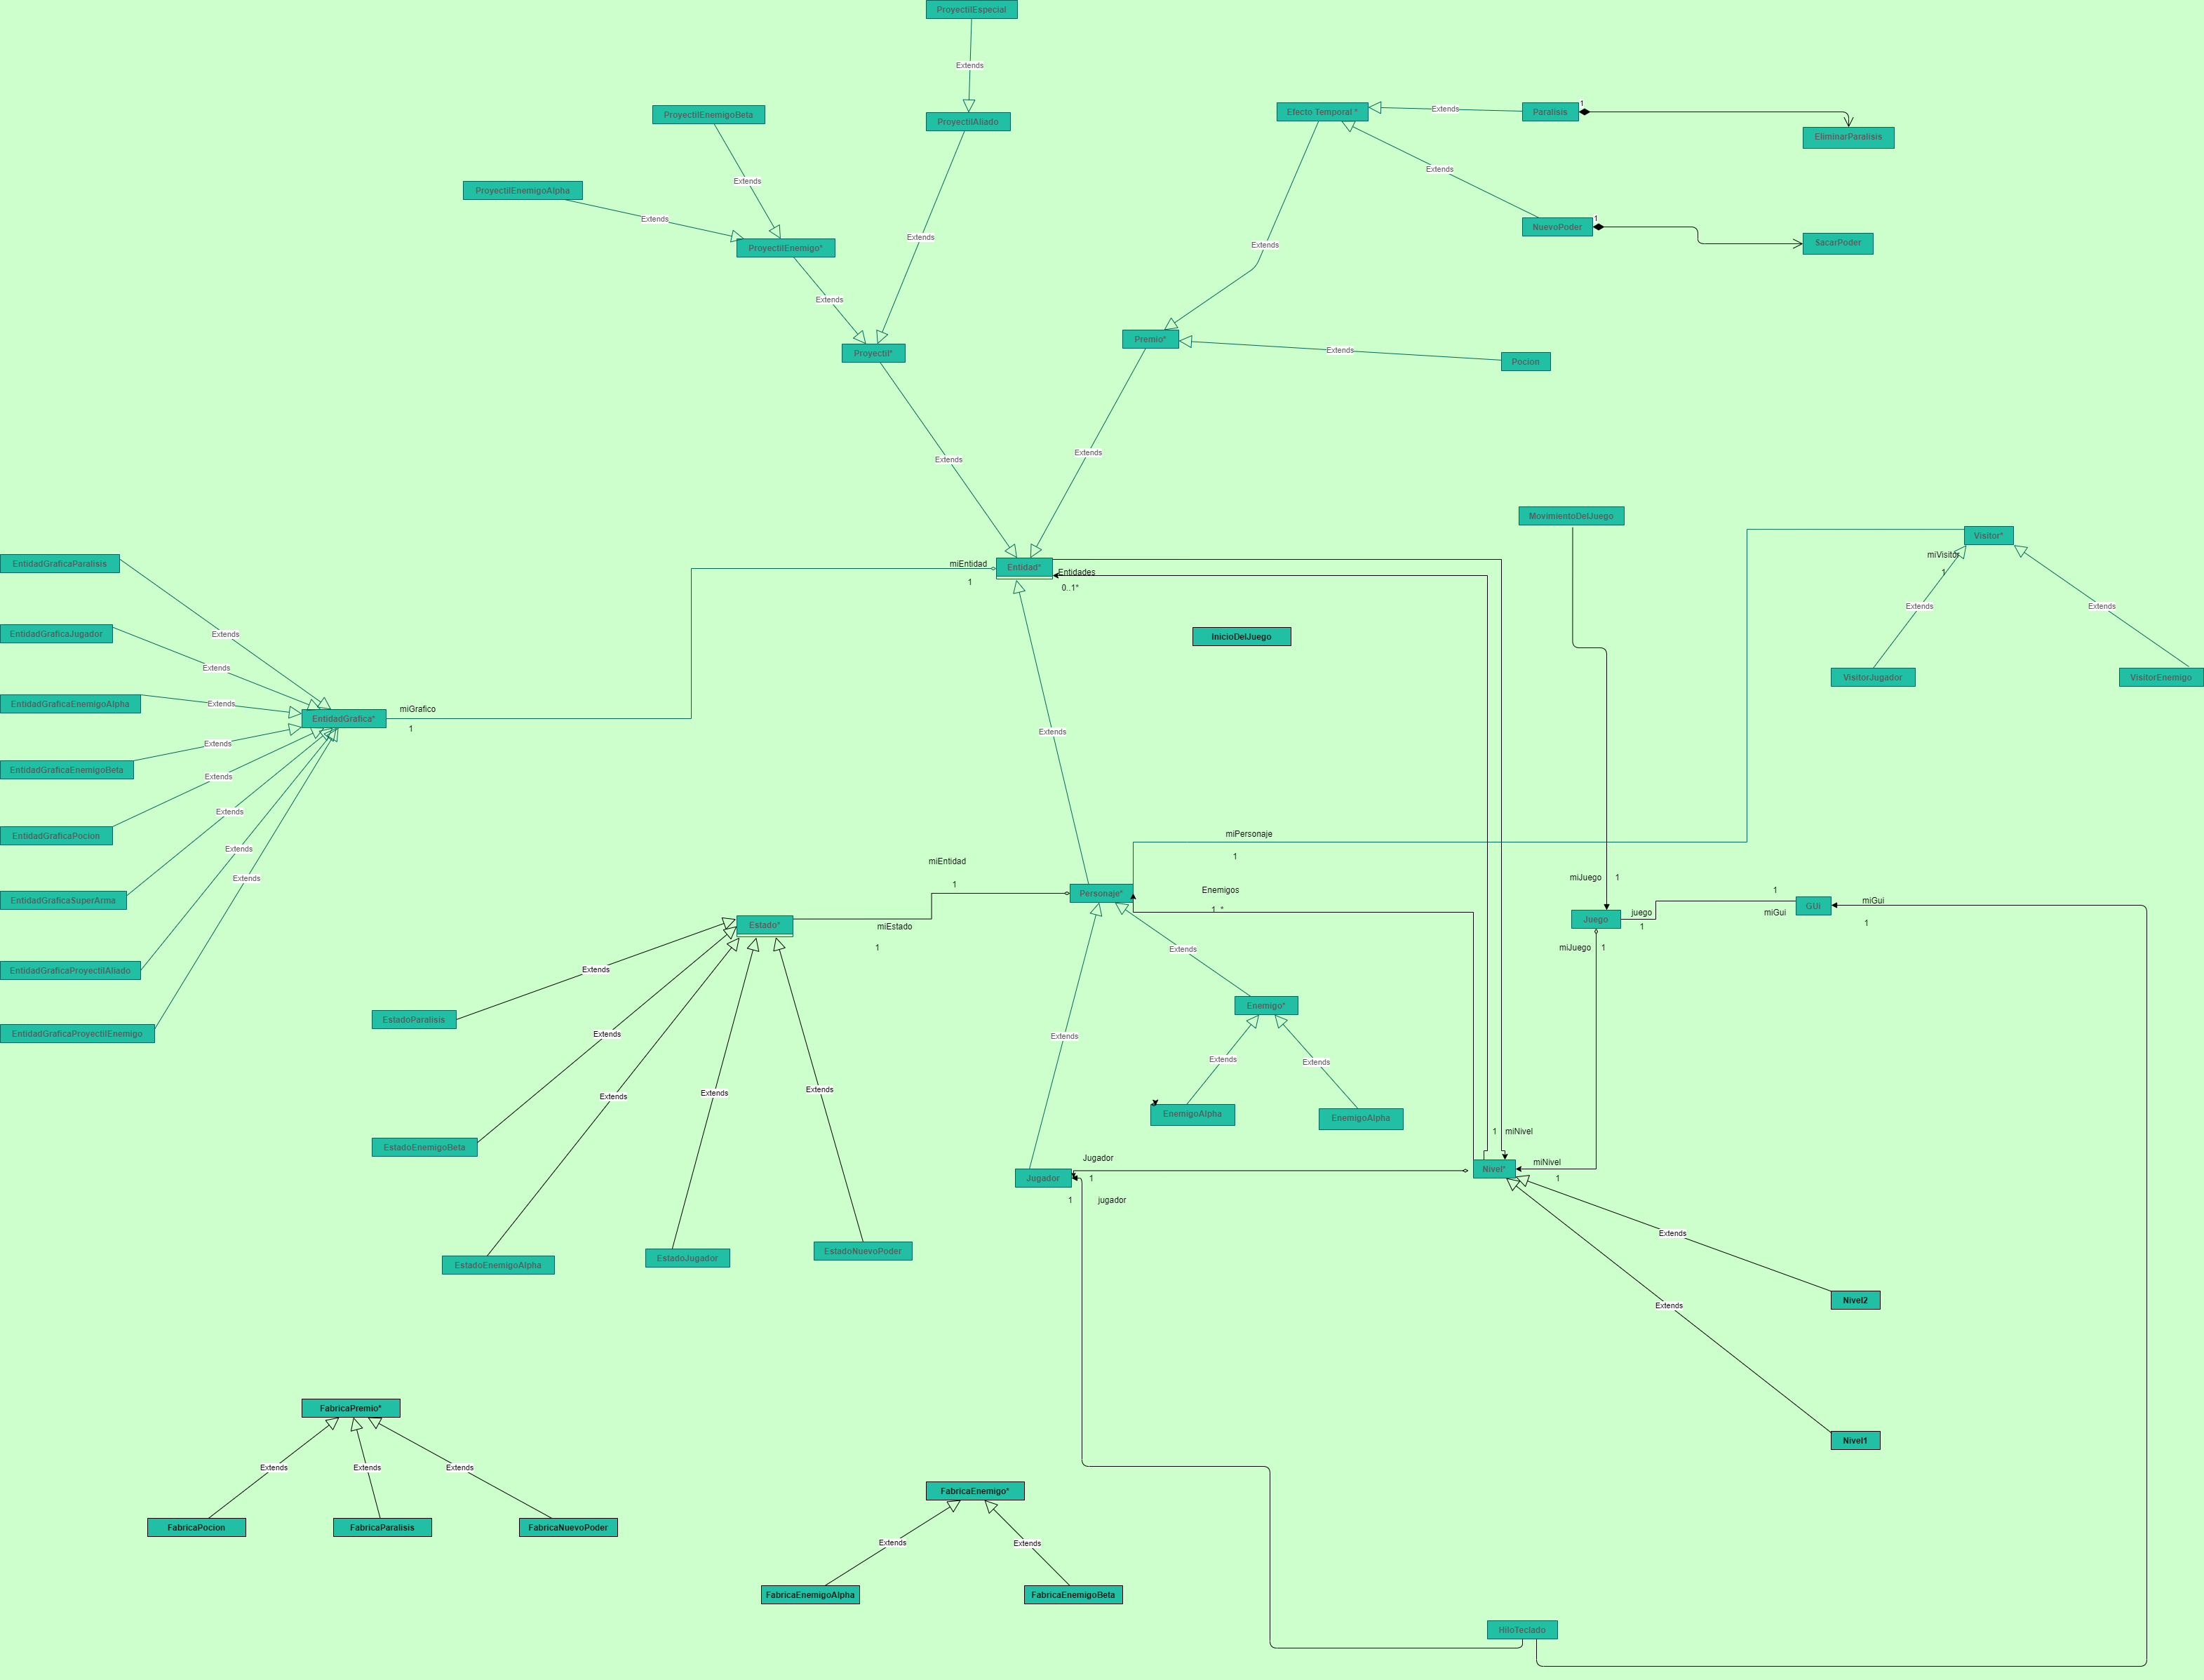 ProyectilEspecial
Extends
ProyectilEnemigoBeta
ProyectilAliado
Efecto Temporal *
Extends
Paralisis
1
EliminarParalisis
ProyectilEnemigoAlpha
Extends
Extends
Extends
NuevoPoder
1
SacarPoder
ProyectilEnemigo*
Extends
Extends
Extends
Proyectil*
Premio*
Extends
Pocion
Extends
Extends
MovimientoDelJuego
Visitor*
miVisitor
1
EntidadGraficaParalisis
miEntidad
1
Entidad*
Entidades
0..1*
Extends
Extends
EntidadGraficaJugador
Extends
InicioDelJuego
Extends
VisitorJugador
VisitorEnemigo
EntidadGraficaEnemigoAlpha
Extends
EntidadGrafica*
miGrafico
1
Extends
EntidadGraficaEnemigoBeta
Extends
Extends
EntidadGraficaPocion
Extends
miPersonaje
1
Extends
miEntidad
1
Extends
EntidadGraficaSuperArma
Personaje*
Enemigos
1..*
miJuego
1
1
miGui
GUI
miGui
1
Juego
juego
1
Estado*
miEstado
1
miJuego
1
Extends
EntidadGraficaProyectilAliado
Extends
EstadoParalisis
Enemigo*
EntidadGraficaProyectilEnemigo
Extends
Extends
Extends
Extends
Extends
Extends
Extends
EnemigoAlpha
EnemigoAlpha
EstadoEnemigoBeta
1
miNivel
Jugador
1
Nivel*
miNivel
1
Jugador
1
jugador
EstadoEnemigoAlpha
EstadoJugador
EstadoNuevoPoder
Extends
Nivel2
Extends
FabricaPremio*
Nivel1
Extends
Extends
Extends
FabricaEnemigo*
FabricaPocion
FabricaParalisis
FabricaNuevoPoder
Extends
Extends
FabricaEnemigoAlpha
FabricaEnemigoBeta
HiloTeclado